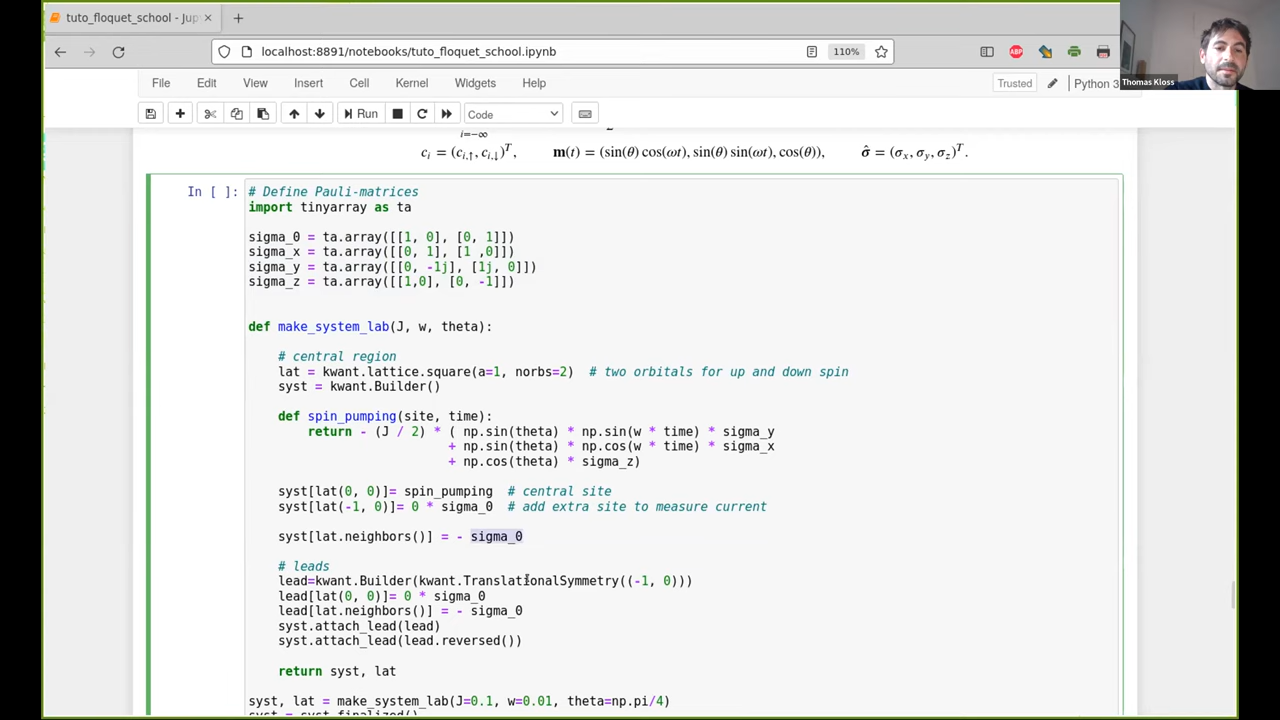 tuto_floquet_school - Jup
localhost:8891/notebooks/tuto_floquet_school.ipynb
110%
ABP
Thomas Kloss
File Edit View Insert Cell Kernel Widgets Help
Trusted
Python 3
Run
Code
i=−∞
c_i = (c_{i,↑}, c_{i,↓})^T, m(t) = (sin(θ) cos(ωt), sin(θ) sin(ωt), cos(θ)), σ̂ = (σ_x, σ_y, σ_z)^T.
In [ ]:
# Define Pauli-matrices
import tinyarray as ta
sigma_0 = ta.array([[1, 0], [0, 1]])
sigma_x = ta.array([[0, 1], [1 ,0]])
sigma_y = ta.array([[0, -1j], [1j, 0]])
sigma_z = ta.array([[1,0], [0, -1]])
def make_system_lab(J, w, theta):
# central region
lat = kwant.lattice.square(a=1, norbs=2) # two orbitals for up and down spin
syst = kwant.Builder()
def spin_pumping(site, time):
return - (J / 2) * ( np.sin(theta) * np.sin(w * time) * sigma_y
+ np.sin(theta) * np.cos(w * time) * sigma_x
+ np.cos(theta) * sigma_z)
syst[lat(0, 0)]= spin_pumping # central site
syst[lat(-1, 0)]= 0 * sigma_0 # add extra site to measure current
syst[lat.neighbors()] = - sigma_0
# leads
lead=kwant.Builder(kwant.TranslationalSymmetry((-1, 0)))
lead[lat(0, 0)]= 0 * sigma_0
lead[lat.neighbors()] = - sigma_0
syst.attach_lead(lead)
syst.attach_lead(lead.reversed())
return syst, lat
syst, lat = make_system_lab(J=0.1, w=0.01, theta=np.pi/4)
syst = syst.finalized()